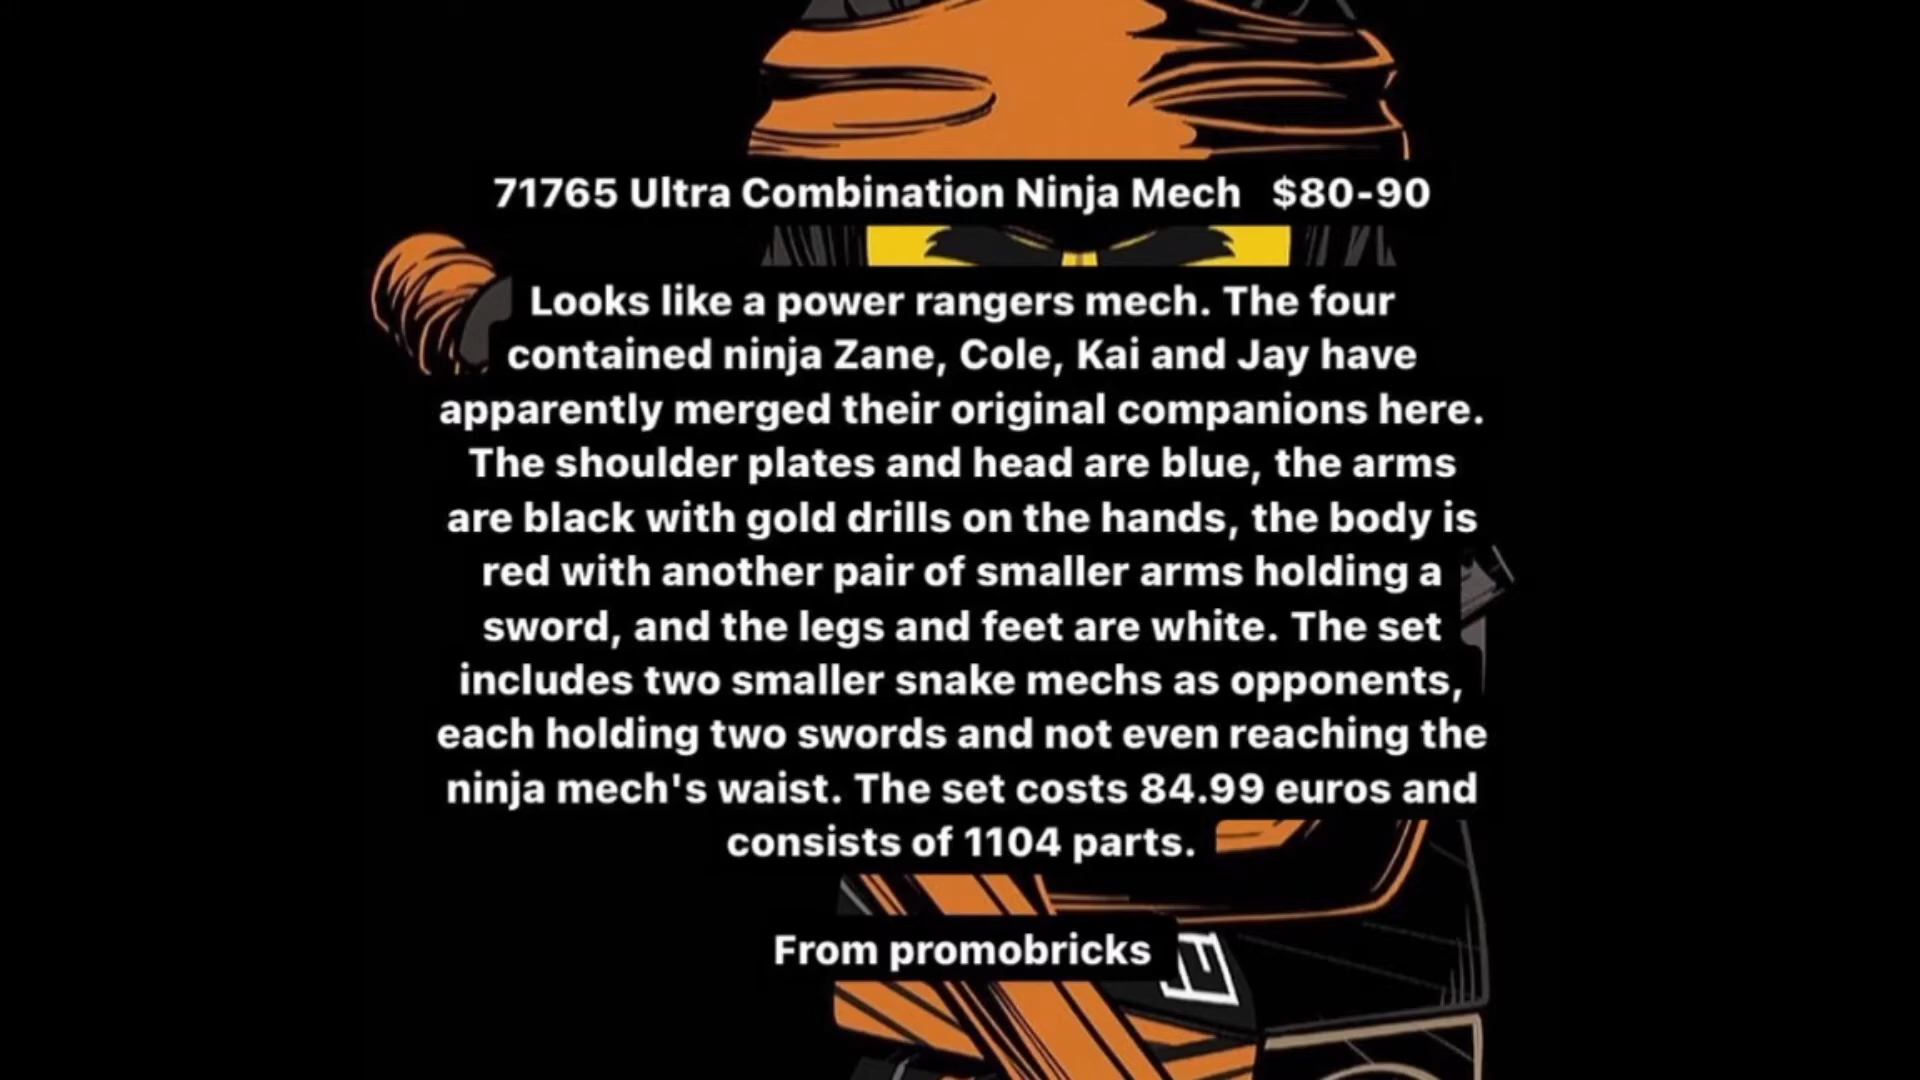 71765 Ultra Combination Ninja Mech $80-90
Looks like a power rangers mech. The four
contained ninja Zane, Cole, Kai and Jay have
apparently merged their original companions here.
The shoulder plates and head are blue, the arms
are black with gold drills on the hands, the body is
red with another pair of smaller arms holding a
sword, and the legs and feet are white. The set
includes two smaller snake mechs as opponents,
each holding two swords and not even reaching the
ninja mech's waist. The set costs 84.99 euros and
consists of 1104 parts.
From promobricks